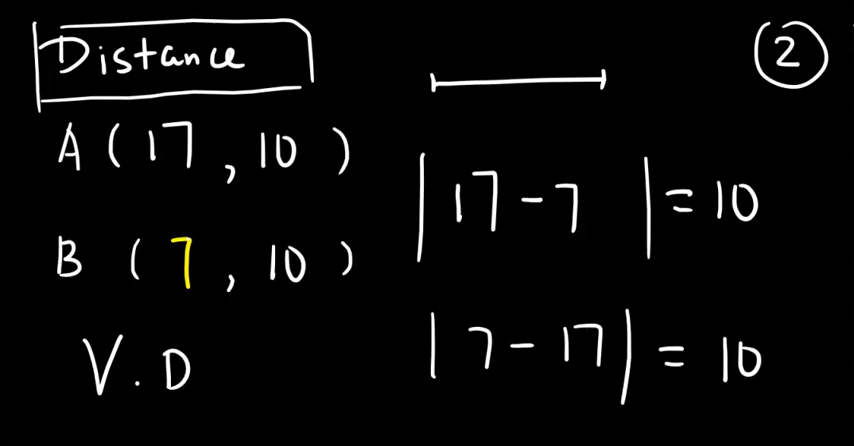 Distance
2
A ( 17 , 10 )
| 17 - 7 | = 10
B ( 7 , 10 )
V.D
| 7 - 17 | = 10